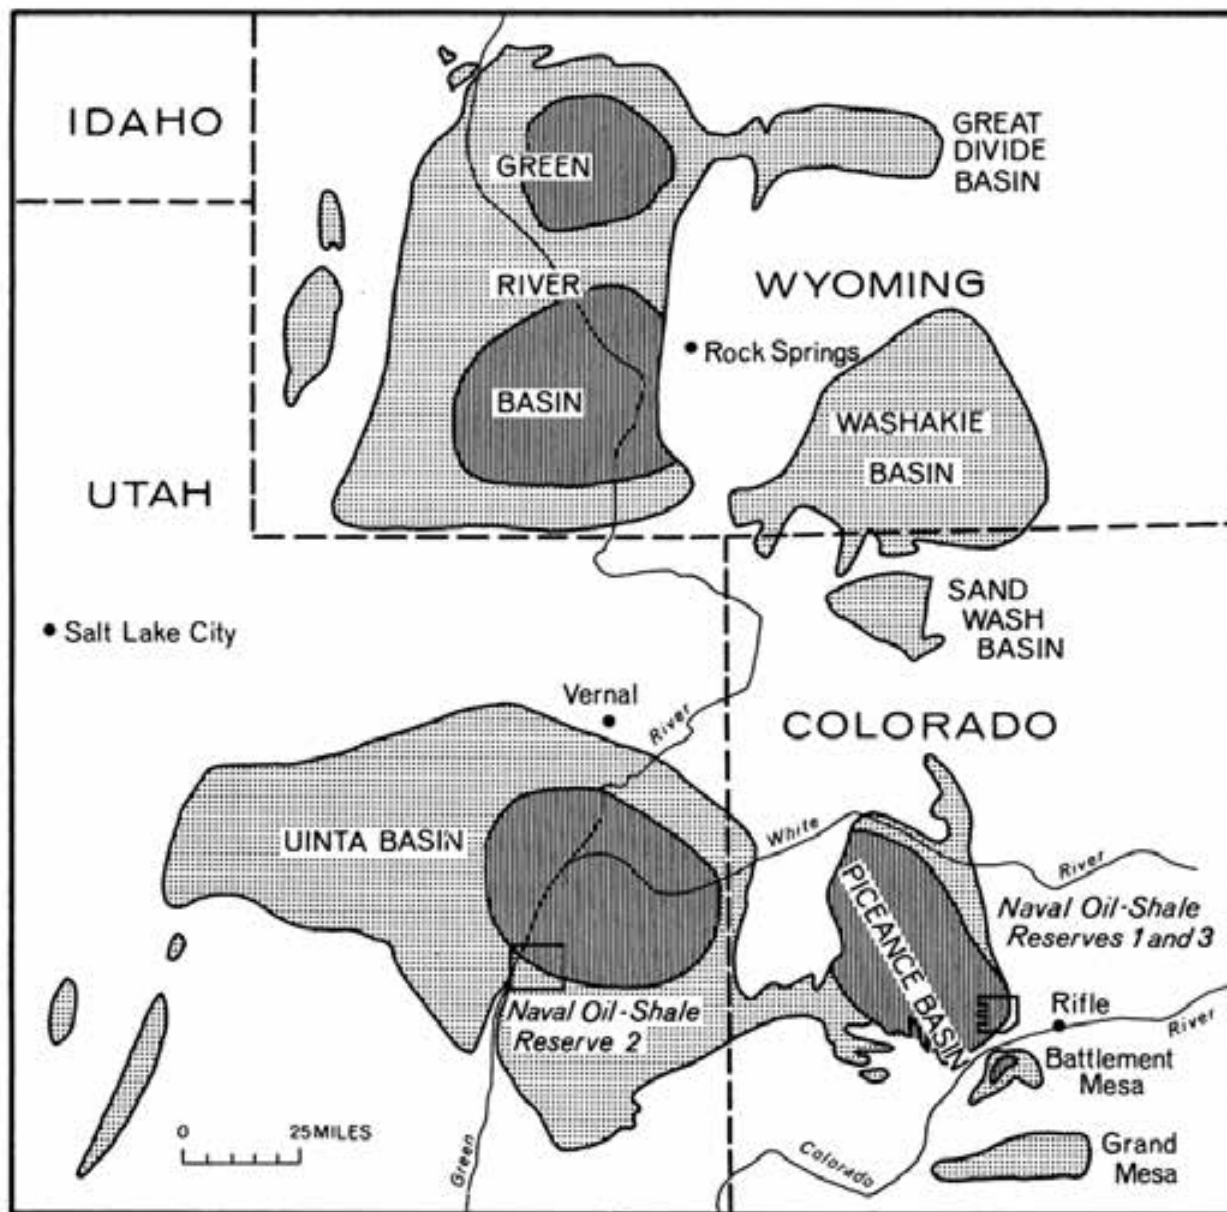 IDAHO
GREAT
DIVIDE
BASIN
GREEN
RIVER
BASIN
WYOMING
Rock Springs
WASHAKIE
BASIN
UTAH
SAND
WASH
BASIN
Salt Lake City
Vernal
River
COLORADO
UINTA BASIN
White
River
PICEANCE BASIN
Naval Oil-Shale
Reserves 1 and 3
Naval Oil-Shale
Reserve 2
Rifle
River
Battlement
Mesa
0 25 MILES
Green
Colorado
Grand
Mesa